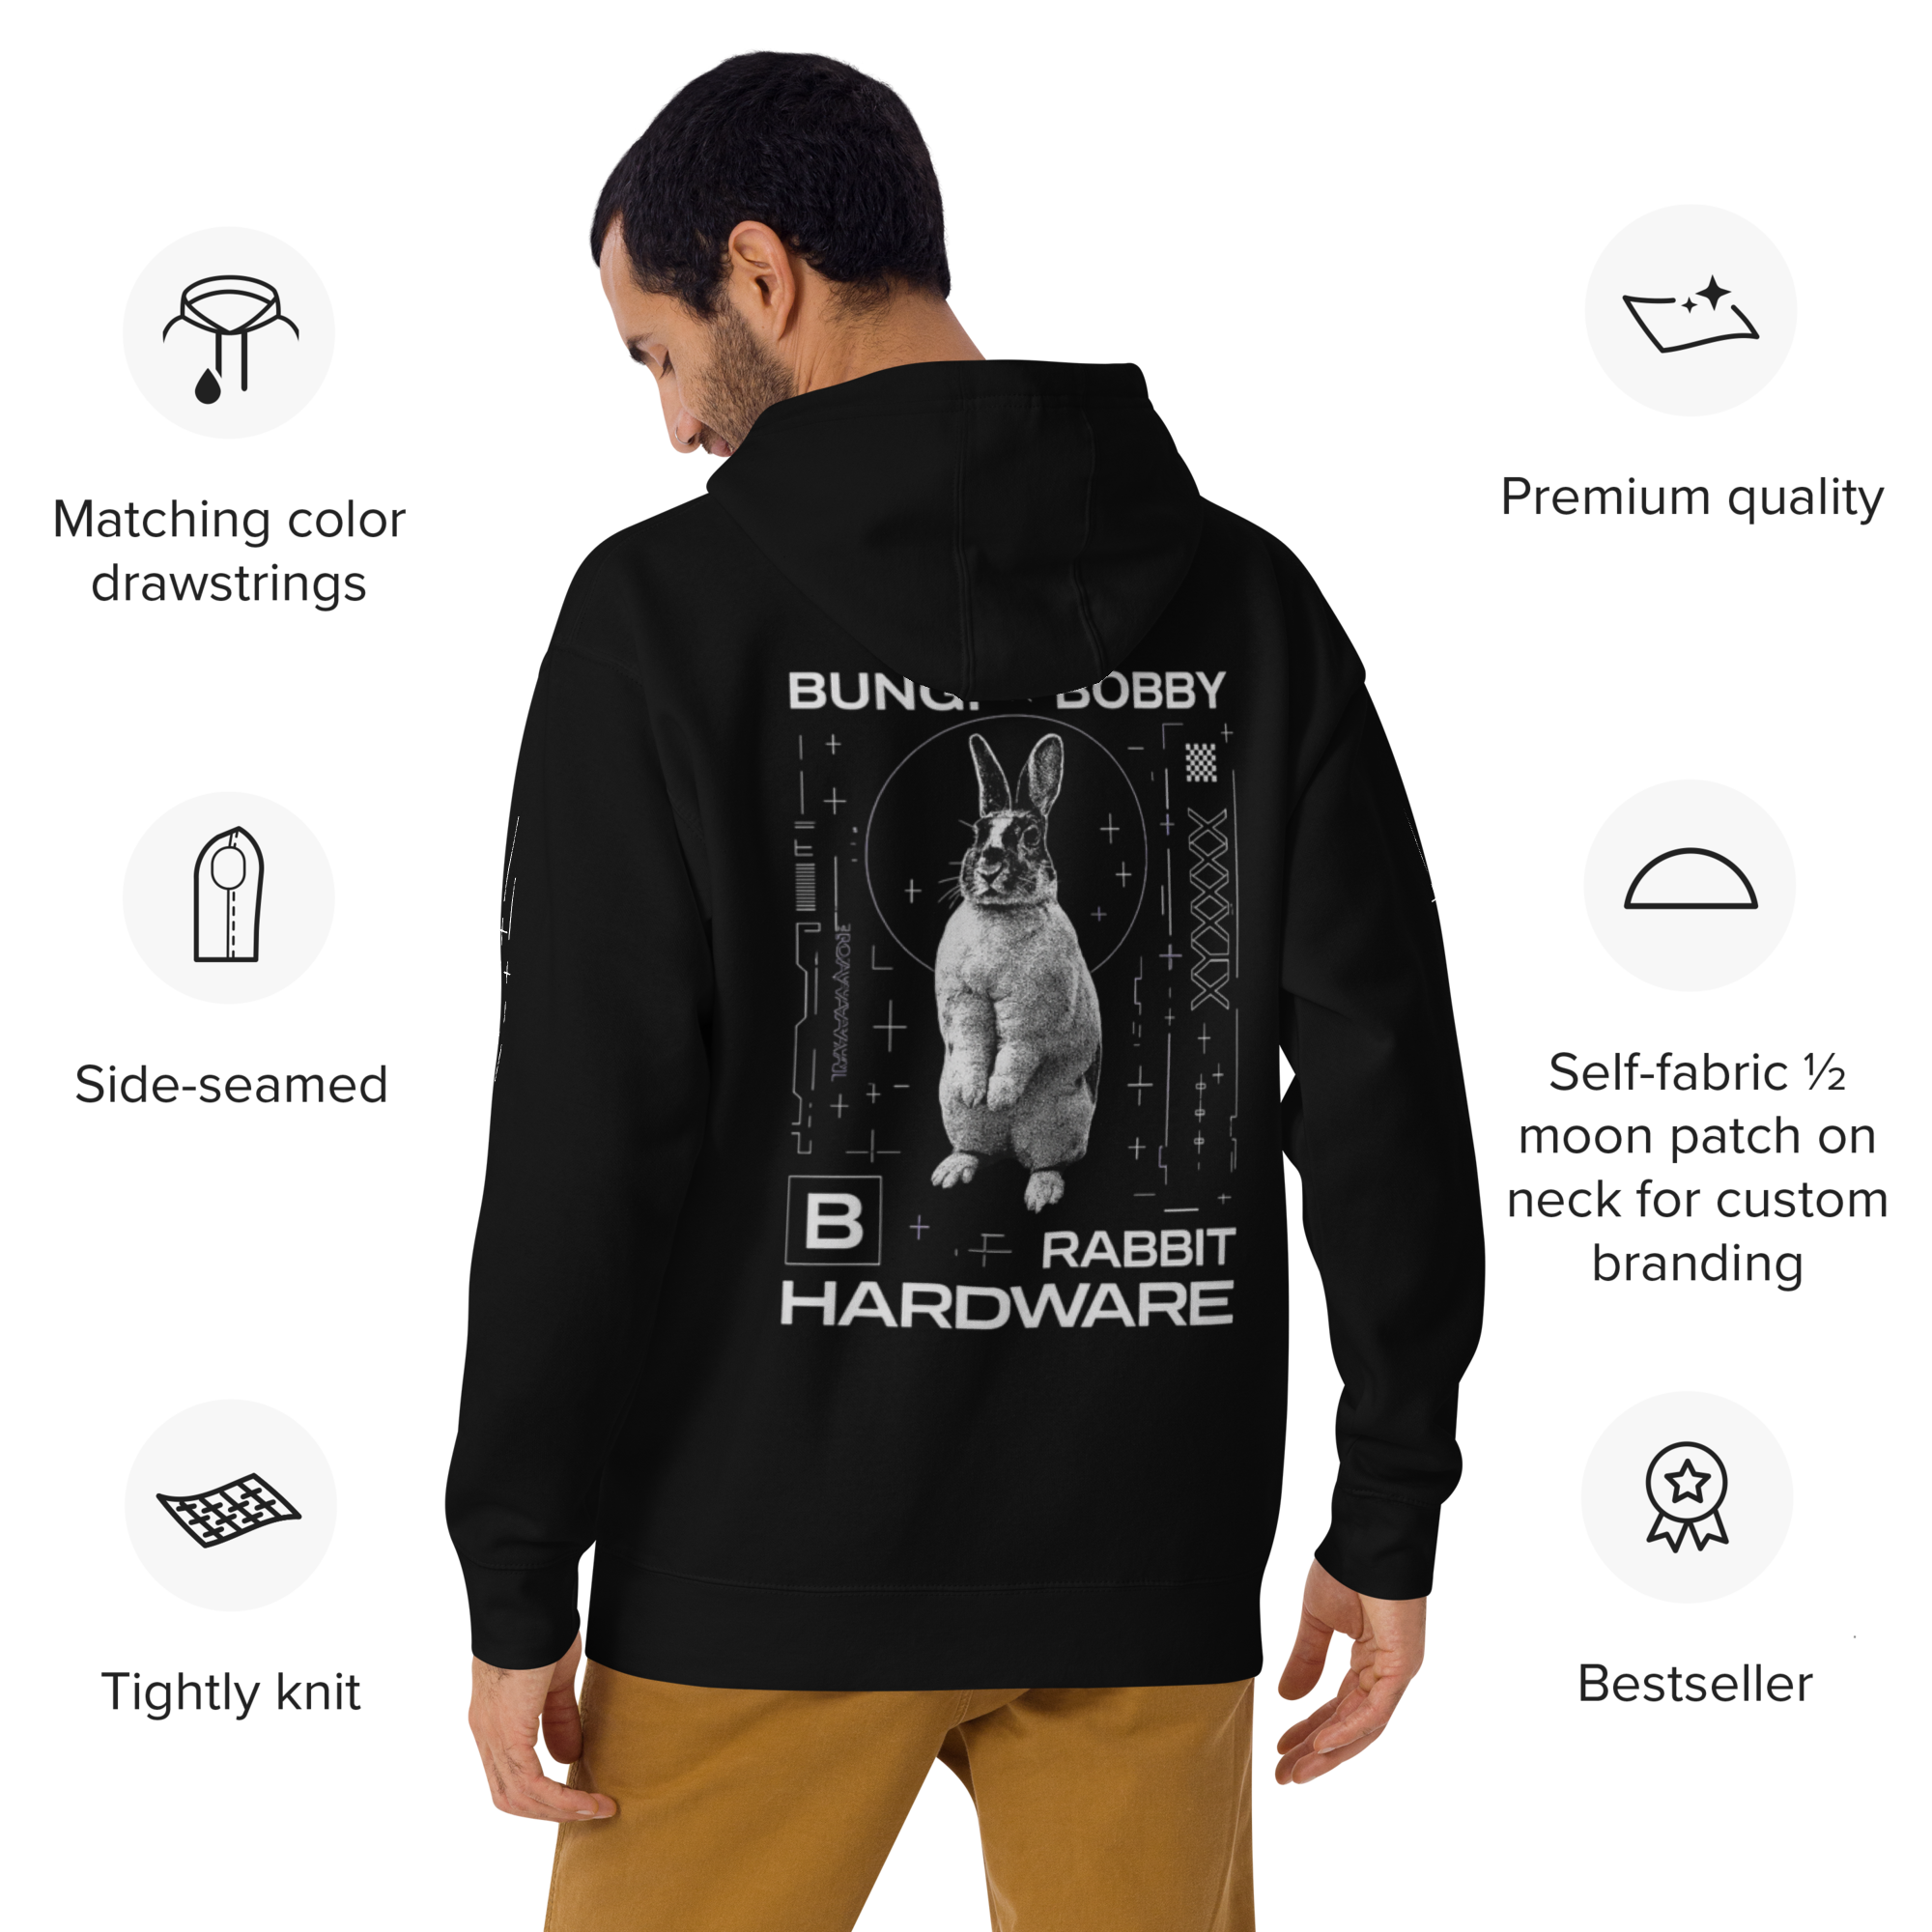 Matching color
drawstrings
Side-seamed
Tightly knit
BOBBY
B
RABBIT
HARDWARE
Premium quality
Self-fabric ½
moon patch on
neck for custom
branding
Bestseller